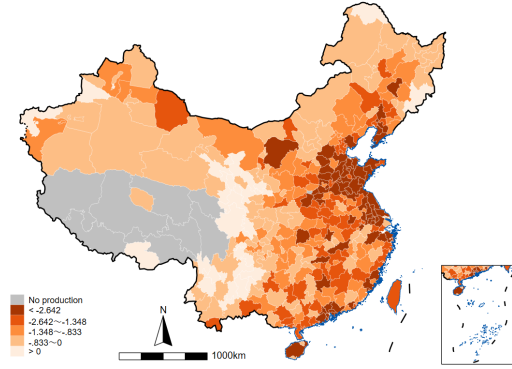 N
No production
< -2.642
-2.642～-1.348
-1.348～-.833
-.833～0
> 0
1000km